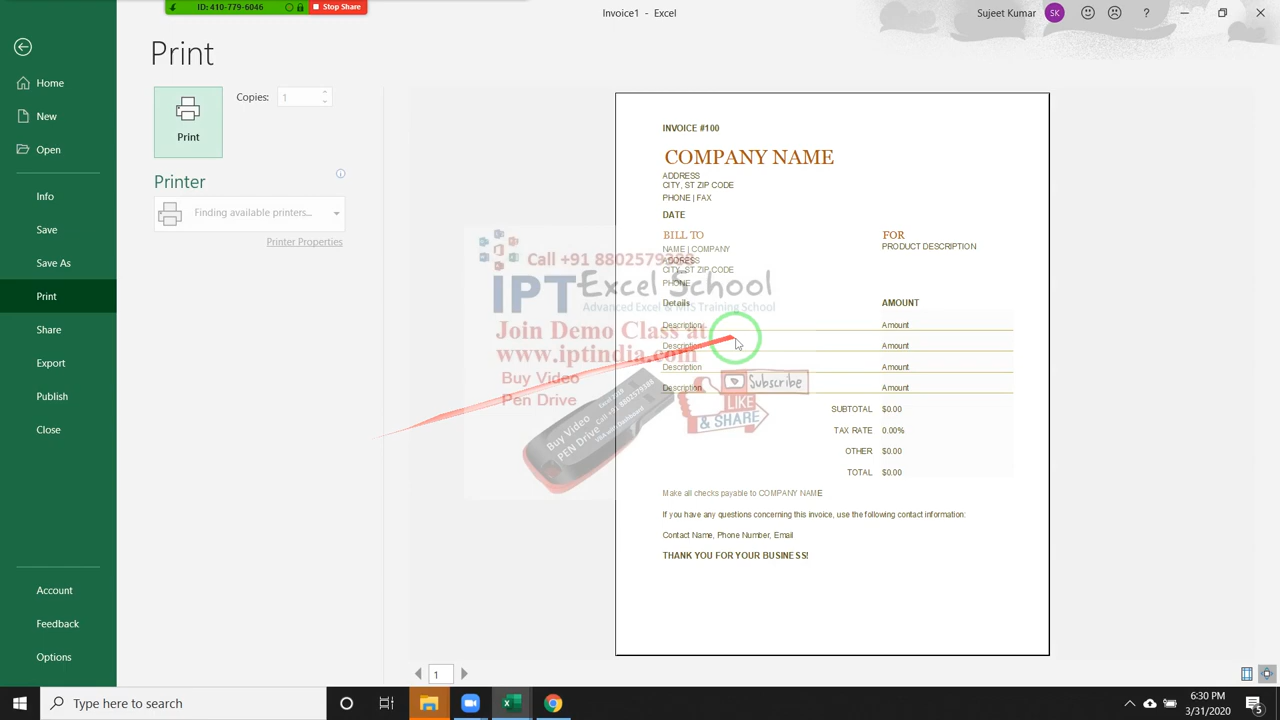 ID: 410-779-6046
Stop Share
Invoice1 - Excel
Sujeet Kumar
SK
?
Print
Home
New
Open
Info
Save
Save As
Print
Share
Export
Publish
Close
Account
Feedback
Options
Print
Copies:
1
Printer
Finding available printers...
Printer Properties
INVOICE #100
COMPANY NAME
ADDRESS
CITY, ST ZIP CODE
PHONE | FAX
DATE
BILL TO
FOR
NAME | COMPANY
PRODUCT DESCRIPTION
ADDRESS
CITY, ST ZIP CODE
PHONE
Details
AMOUNT
Description
Amount
Description
Amount
Description
Amount
Description
Amount
SUBTOTAL
$0.00
TAX RATE
0.00%
OTHER
$0.00
TOTAL
$0.00
Make all checks payable to COMPANY NAME
If you have any questions concerning this invoice, use the following contact information:
Contact Name, Phone Number, Email
THANK YOU FOR YOUR BUSINESS!
IPT Excel School
Advanced Excel & MIS Training School
Join Demo Class at
www.iptindia.com
Buy Video
Pen Drive
Buy Video
PEN Drive
Subscribe
LIKE
& SHARE
1
Type here to search
6:30 PM
3/31/2020
5